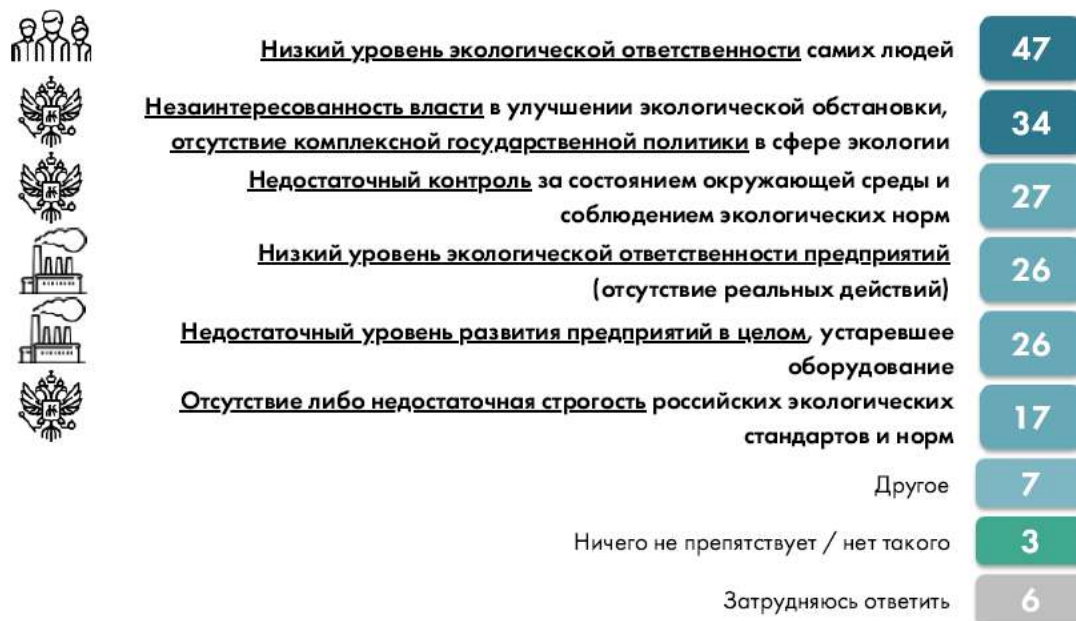 Низкий уровень экологической ответственности самих людей 47
Незаинтересованность власти в улучшении экологической обстановки,
отсутствие комплексной государственной политики в сфере экологии 34
Недостаточный контроль за состоянием окружающей среды и
соблюдением экологических норм 27
Низкий уровень экологической ответственности предприятий
(отсутствие реальных действий) 26
Недостаточный уровень развития предприятий в целом, устаревшее
оборудование 26
Отсутствие либо недостаточная строгость российских экологических
стандартов и норм 17
Другое 7
Ничего не препятствует / нет такого 3
Затрудняюсь ответить 6